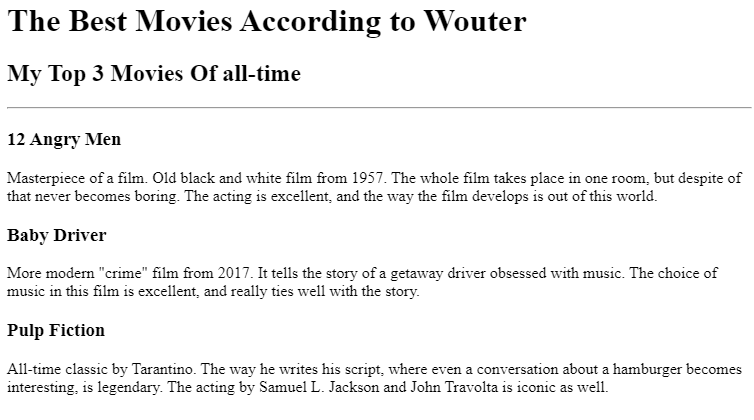 The Best Movies According to Wouter
My Top 3 Movies Of all-time
12 Angry Men
Masterpiece of a film. Old black and white film from 1957. The whole film takes place in one room, but despite of
that never becomes boring. The acting is excellent, and the way the film develops is out of this world.
Baby Driver
More modern "crime" film from 2017. It tells the story of a getaway driver obsessed with music. The choice of
music in this film is excellent, and really ties well with the story.
Pulp Fiction
All-time classic by Tarantino. The way he writes his script, where even a conversation about a hamburger becomes
interesting, is legendary. The acting by Samuel L. Jackson and John Travolta is iconic as well.